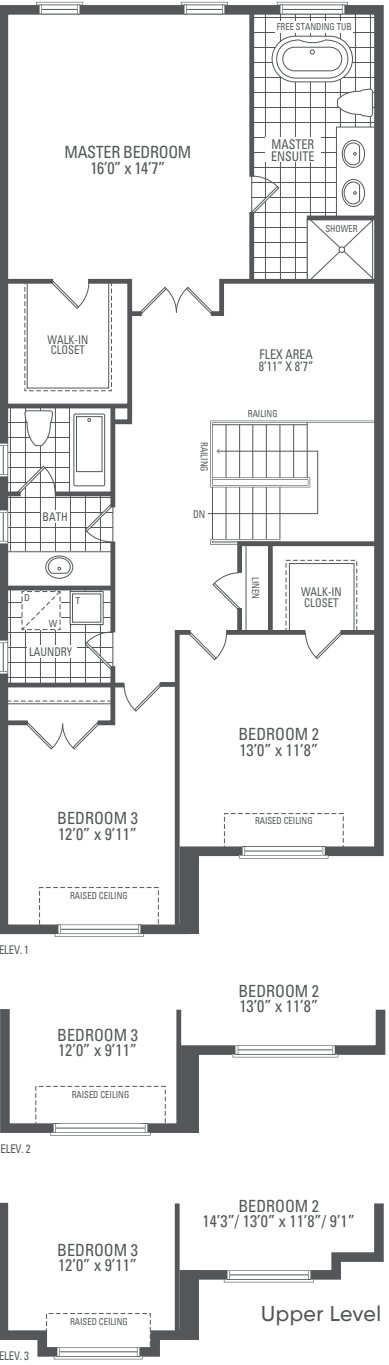 FREE STANDING TUB
MASTER BEDROOM
16'0" x 14'7"
MASTER
ENSUITE
SHOWER
WALK-IN
CLOSET
FLEX AREA
8'11" X 8'7"
RAILING
RAILING
DN
BATH
LINEN
WALK-IN
CLOSET
D
T
W
LAUNDRY
BEDROOM 2
13'0" x 11'8"
BEDROOM 3
12'0" x 9'11"
RAISED CEILING
RAISED CEILING
ELEV. 1
BEDROOM 2
13'0" x 11'8"
BEDROOM 3
12'0" x 9'11"
RAISED CEILING
ELEV. 2
BEDROOM 2
14'3"/ 13'0" x 11'8"/ 9'1"
BEDROOM 3
12'0" x 9'11"
RAISED CEILING
Upper Level
ELEV. 3